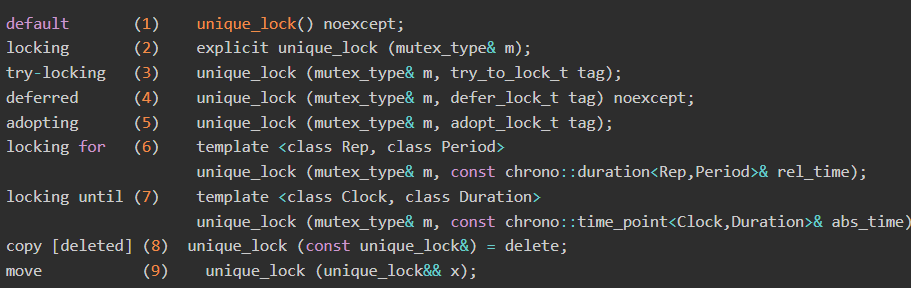 default (1) unique_lock() noexcept;
locking (2) explicit unique_lock (mutex_type& m);
try-locking (3) unique_lock (mutex_type& m, try_to_lock_t tag);
deferred (4) unique_lock (mutex_type& m, defer_lock_t tag) noexcept;
adopting (5) unique_lock (mutex_type& m, adopt_lock_t tag);
locking for (6) template <class Rep, class Period>
unique_lock (mutex_type& m, const chrono::duration<Rep,Period>& rel_time);
locking until (7) template <class Clock, class Duration>
unique_lock (mutex_type& m, const chrono::time_point<Clock,Duration>& abs_time)
copy [deleted] (8) unique_lock (const unique_lock&) = delete;
move (9) unique_lock (unique_lock&& x);